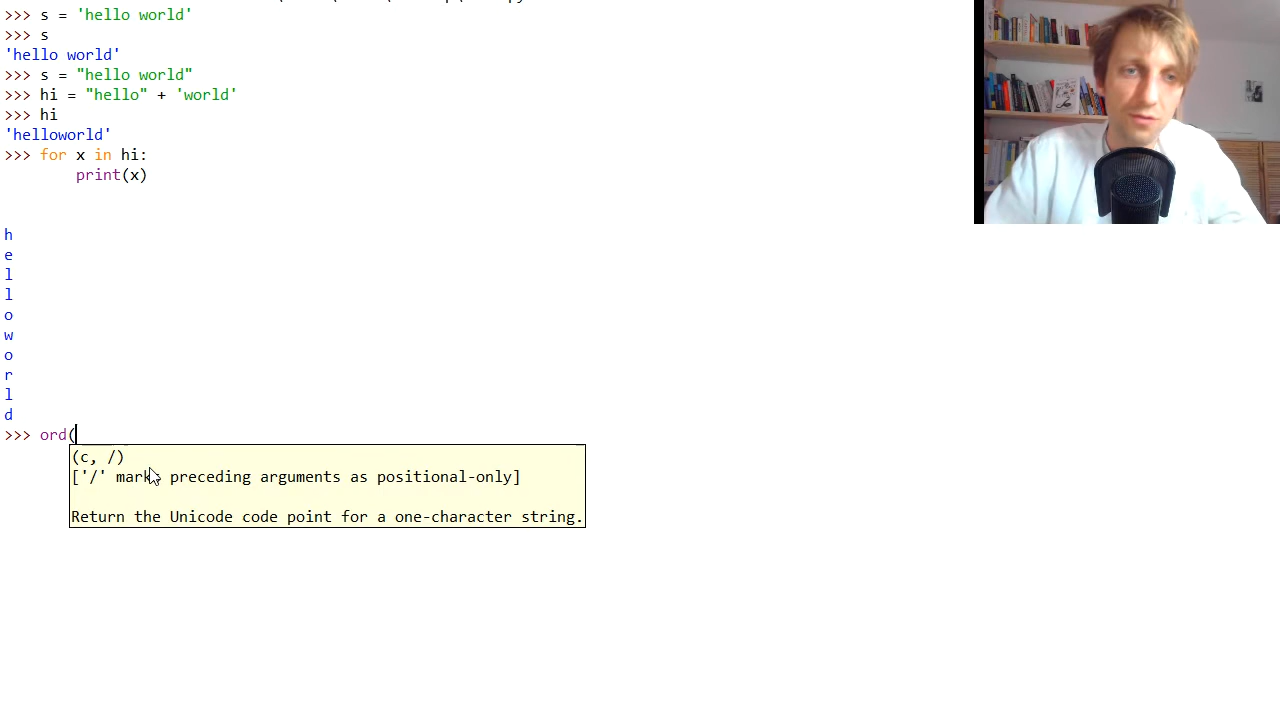 >>> s = 'hello world'
>>> s
'hello world'
>>> s = "hello world"
>>> hi = "hello" + 'world'
>>> hi
'helloworld'
>>> for x in hi:
        print(x)
h
e
l
l
o
w
o
r
l
d
>>> ord(
(c, /)
['/' marks preceding arguments as positional-only]
Return the Unicode code point for a one-character string.